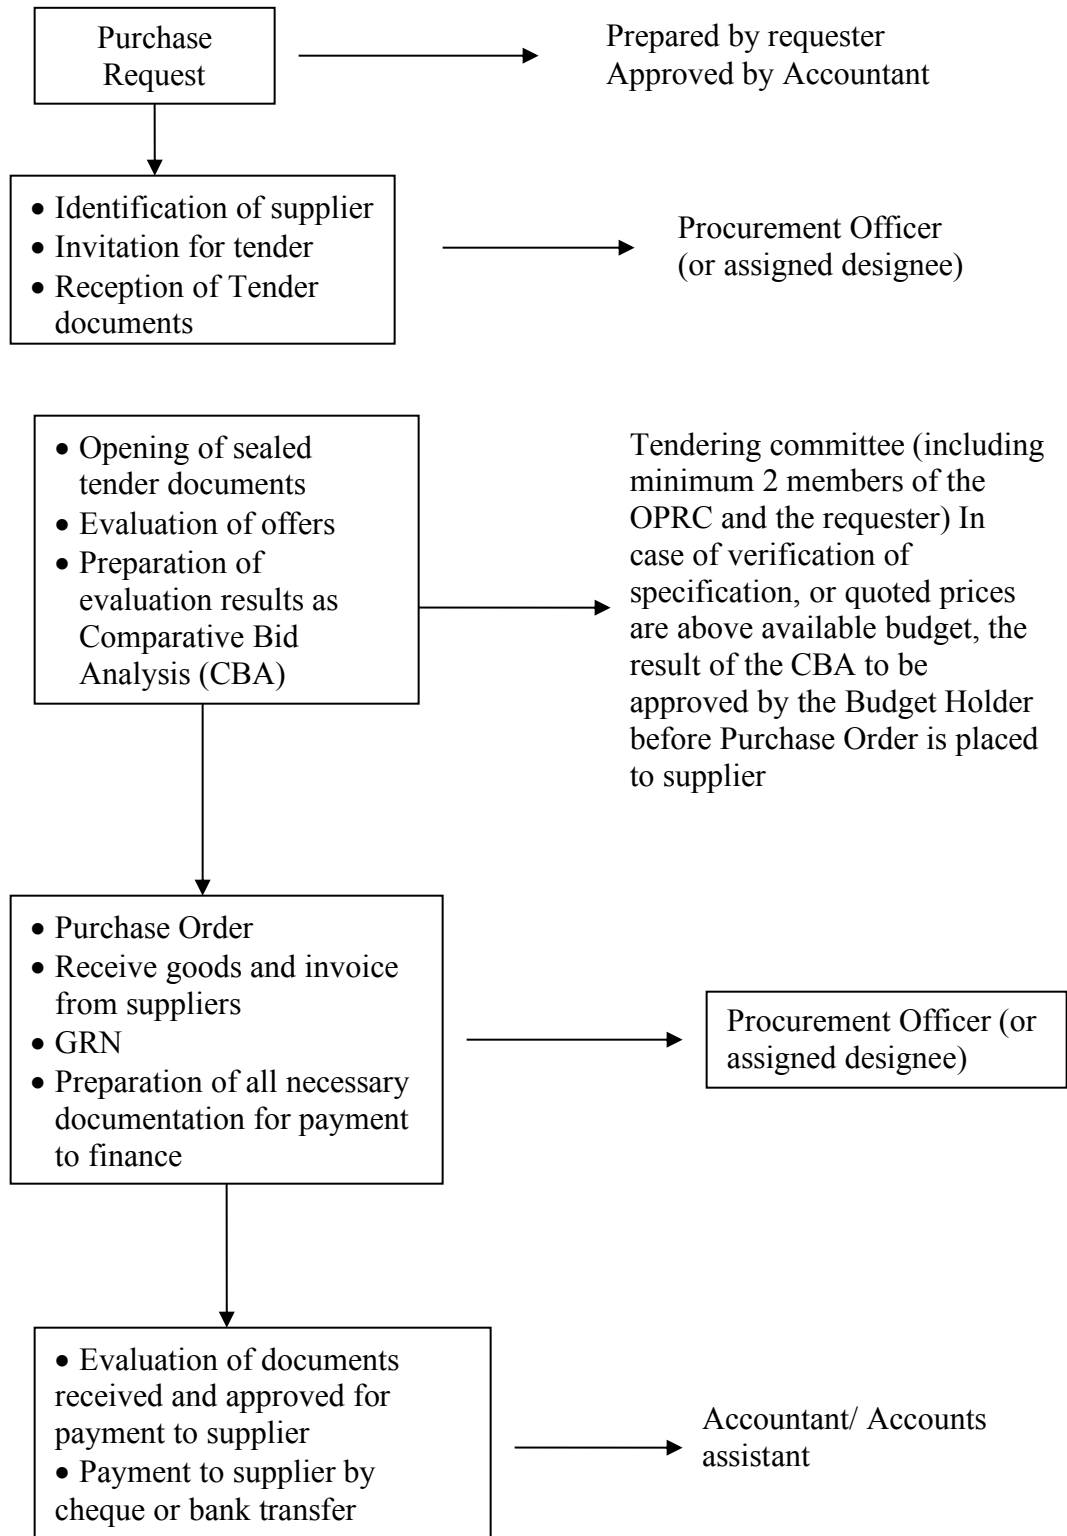 Purchase
Request
Prepared by requester
Approved by Accountant
• Identification of supplier
• Invitation for tender
• Reception of Tender
documents
Procurement Officer
(or assigned designee)
• Opening of sealed
tender documents
• Evaluation of offers
• Preparation of
evaluation results as
Comparative Bid
Analysis (CBA)
Tendering committee (including
minimum 2 members of the
OPRC and the requester) In
case of verification of
specification, or quoted prices
are above available budget, the
result of the CBA to be
approved by the Budget Holder
before Purchase Order is placed
to supplier
• Purchase Order
• Receive goods and invoice
from suppliers
• GRN
• Preparation of all necessary
documentation for payment
to finance
Procurement Officer (or
assigned designee)
• Evaluation of documents
received and approved for
payment to supplier
• Payment to supplier by
cheque or bank transfer
Accountant/ Accounts
assistant